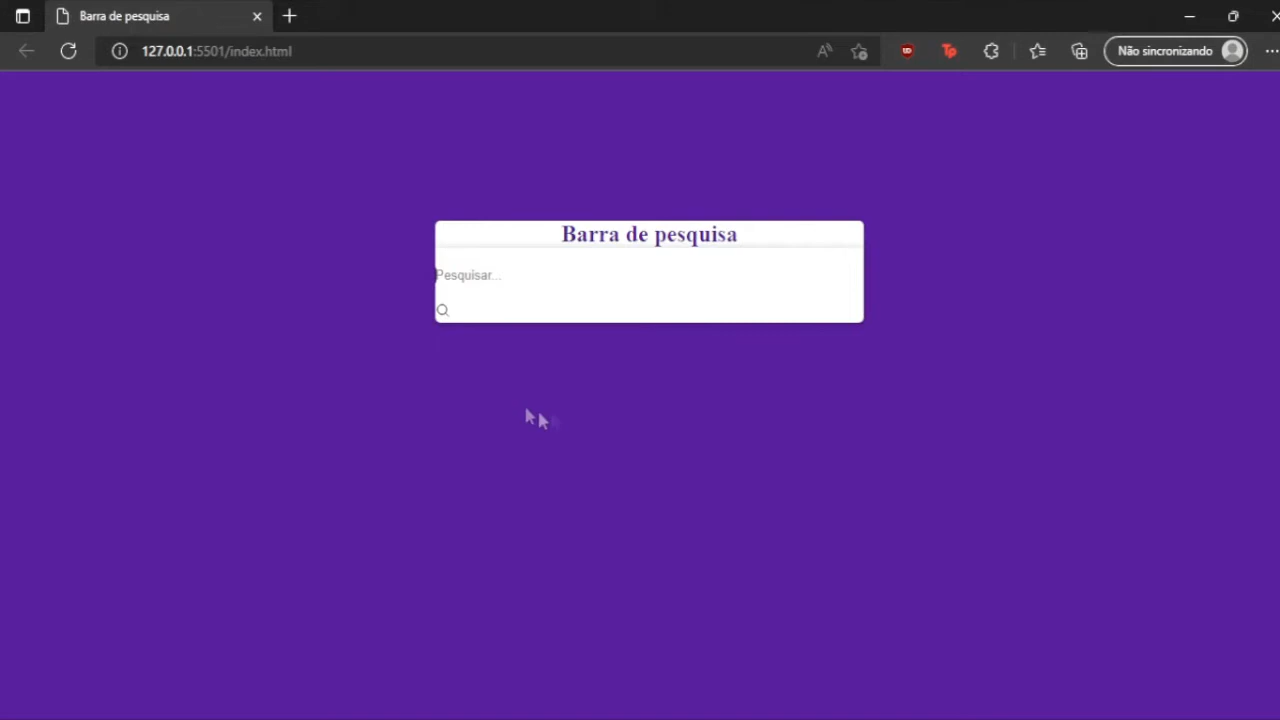 Barra de pesquisa
127.0.0.1:5501/index.html
Não sincronizando
Barra de pesquisa
Pesquisar...